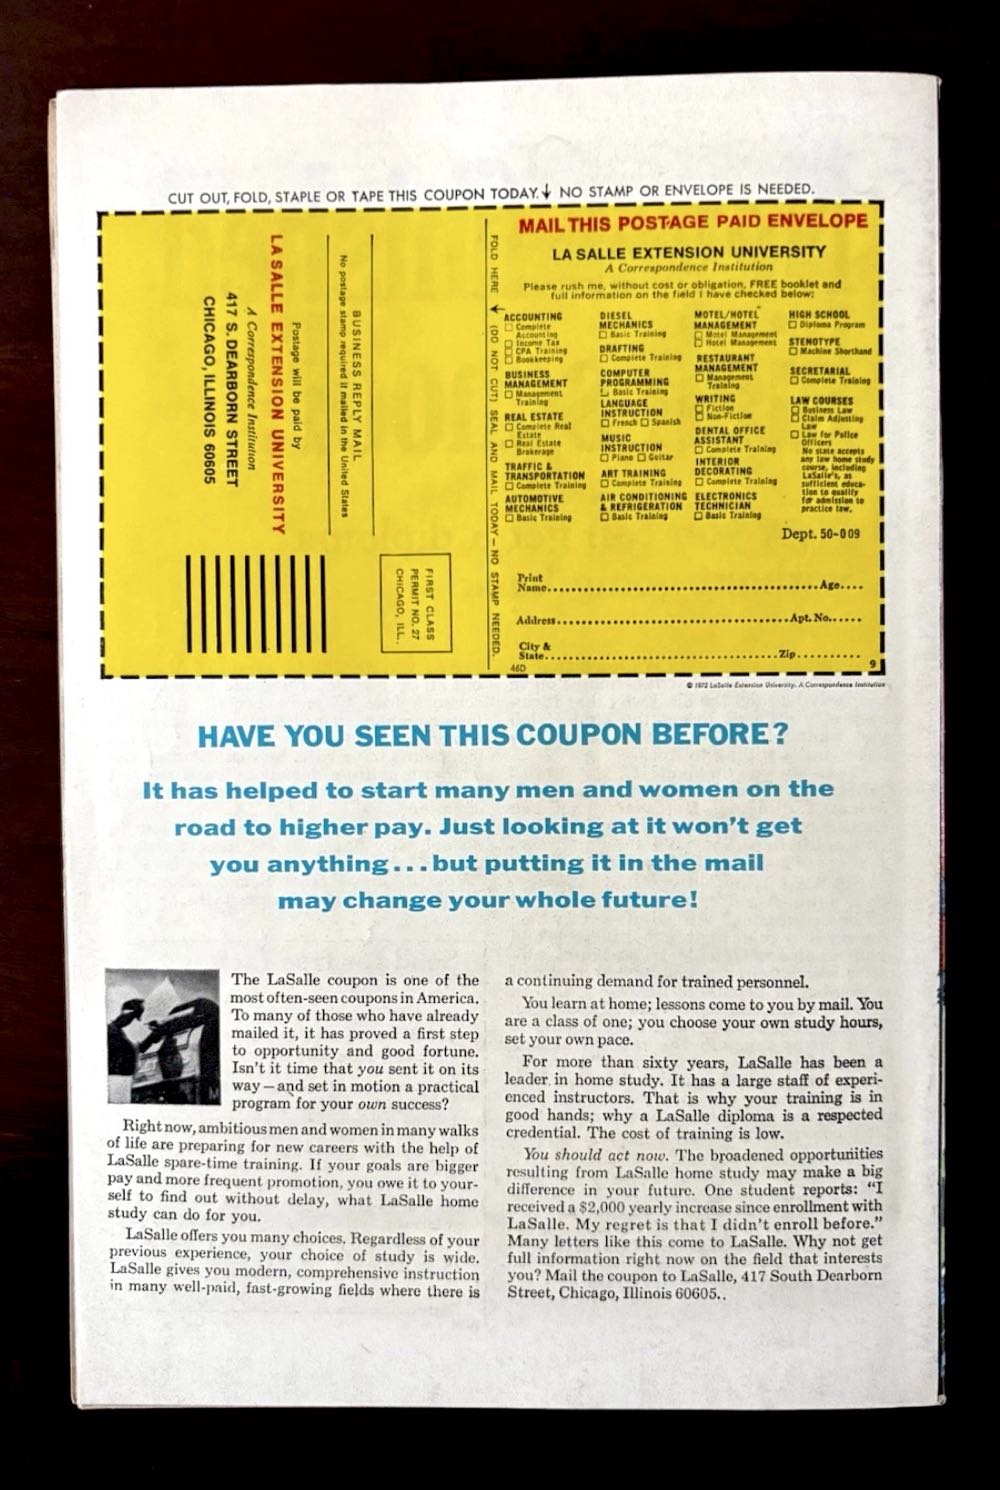 CUT OUT, FOLD, STAPLE OR TAPE THIS COUPON TODAY. NO STAMP OR ENVELOPE IS NEEDED.
BUSINESS REPLY MAIL
No postage stamp required if mailed in the United States
Postage will be paid by
LA SALLE EXTENSION UNIVERSITY
A Correspondence Institution
417 S. DEARBORN STREET
CHICAGO, ILLINOIS 60605
FIRST CLASS
PERMIT NO. 27
CHICAGO, ILL.
FOLD HERE (DO NOT CUT) SEAL AND MAIL TODAY — NO STAMP NEEDED.
MAIL THIS POSTAGE PAID ENVELOPE
LA SALLE EXTENSION UNIVERSITY
A Correspondence Institution
Please rush me, without cost or obligation, FREE booklet and
full information on the field I have checked below:
ACCOUNTING
Complete
Accounting
Income Tax
CPA Training
Bookkeeping
BUSINESS
MANAGEMENT
Management
Training
REAL ESTATE
Complete Real
Estate
Real Estate
Brokerage
TRAFFIC &
TRANSPORTATION
Complete Training
AUTOMOTIVE
MECHANICS
Basic Training
DIESEL
MECHANICS
Basic Training
DRAFTING
Complete Training
COMPUTER
PROGRAMMING
Basic Training
LANGUAGE
INSTRUCTION
French Spanish
MUSIC
INSTRUCTION
Piano Guitar
ART TRAINING
Complete Training
AIR CONDITIONING
& REFRIGERATION
Basic Training
MOTEL/HOTEL
MANAGEMENT
Motel Management
Hotel Management
RESTAURANT
MANAGEMENT
Management
Training
WRITING
Fiction
Non-Fiction
DENTAL OFFICE
ASSISTANT
Complete Training
INTERIOR
DECORATING
Complete Training
ELECTRONICS
TECHNICIAN
Basic Training
HIGH SCHOOL
Diploma Program
STENOTYPE
Machine Shorthand
SECRETARIAL
Complete Training
LAW COURSES
Business Law
Claim Adjusting
Law
Law for Police
Officers
No state accepts
any law home study
course, including
LaSalle's, as
sufficient educa-
tion to qualify
for admission to
practice law.
Dept. 50-009
Print
Name Age
Address Apt. No.
City &
State Zip
46D 9
© 1972 LaSalle Extension University. A Correspondence Institution
HAVE YOU SEEN THIS COUPON BEFORE?
It has helped to start many men and women on the
road to higher pay. Just looking at it won't get
you anything...but putting it in the mail
may change your whole future!
The LaSalle coupon is one of the
most often-seen coupons in America.
To many of those who have already
mailed it, it has proved a first step
to opportunity and good fortune.
Isn't it time that you sent it on its
way—and set in motion a practical
program for your own success?
Right now, ambitious men and women in many walks
of life are preparing for new careers with the help of
LaSalle spare-time training. If your goals are bigger
pay and more frequent promotion, you owe it to your-
self to find out without delay, what LaSalle home
study can do for you.
LaSalle offers you many choices. Regardless of your
previous experience, your choice of study is wide.
LaSalle gives you modern, comprehensive instruction
in many well-paid, fast-growing fields where there is
a continuing demand for trained personnel.
You learn at home; lessons come to you by mail. You
are a class of one; you choose your own study hours,
set your own pace.
For more than sixty years, LaSalle has been a
leader in home study. It has a large staff of experi-
enced instructors. That is why your training is in
good hands; why a LaSalle diploma is a respected
credential. The cost of training is low.
You should act now. The broadened opportunities
resulting from LaSalle home study may make a big
difference in your future. One student reports: "I
received a $2,000 yearly increase since enrollment with
LaSalle. My regret is that I didn't enroll before."
Many letters like this come to LaSalle. Why not get
full information right now on the field that interests
you? Mail the coupon to LaSalle, 417 South Dearborn
Street, Chicago, Illinois 60605..